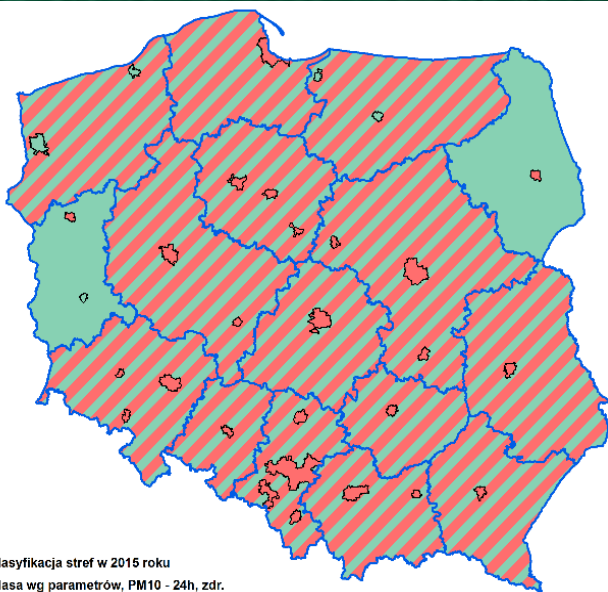 lasyfikacja stref w 2015 roku
lasa wg parametrów, PM10 - 24h, zdr.